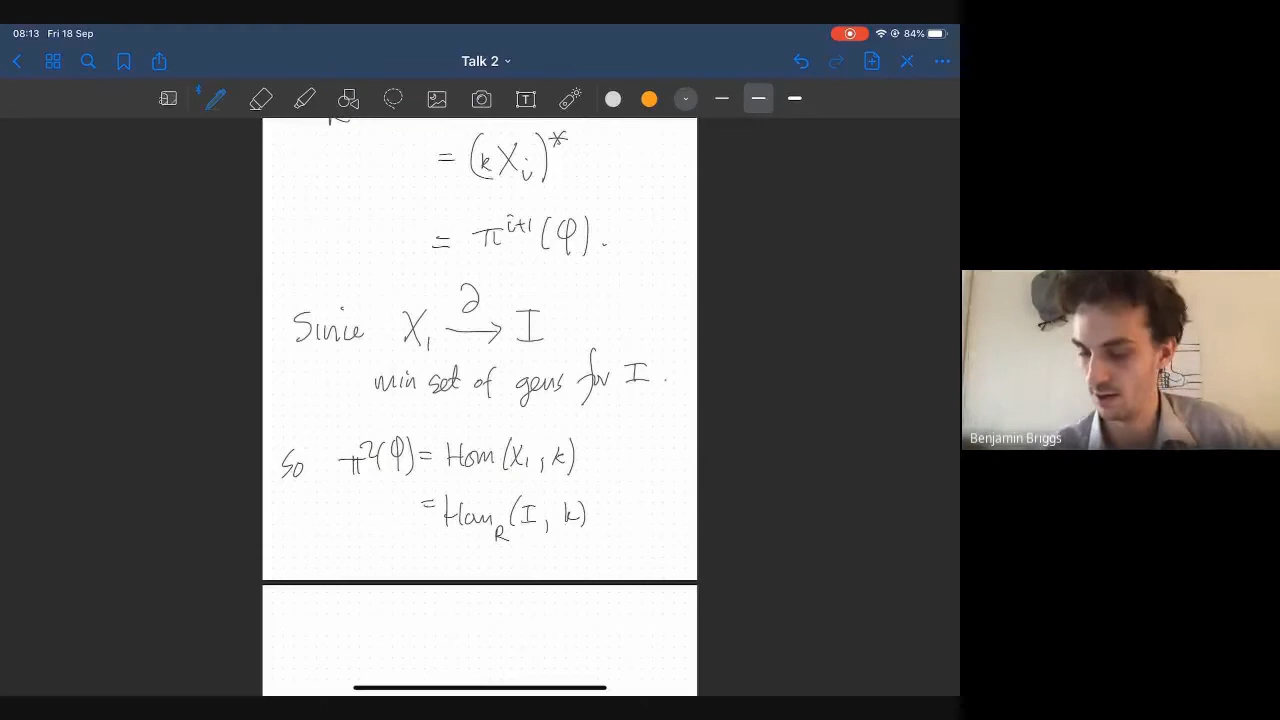 08:13 Fri 18 Sep
84%
Talk 2
= (kXᵢ)*
= πⁱ⁺¹(φ).
Since X₁ —∂→ I
min set of gens for I.
So π²(φ) = Hom(X₁, k)
= Hom_R(I, k)
Benjamin Briggs